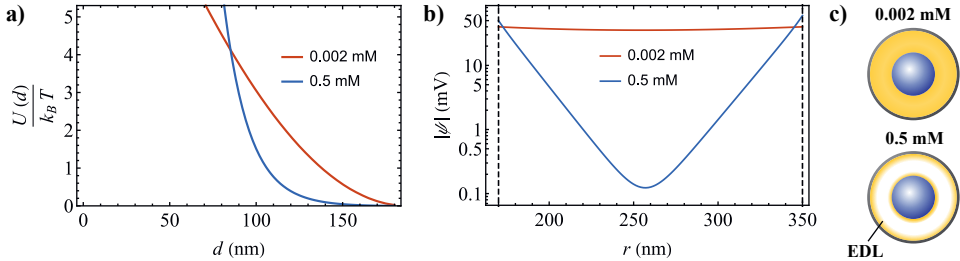 a)
U (d)
k_B T
5
4
3
2
1
0
0.002 mM
0.5 mM
0
50
100
150
d (nm)
b)
|ψ| (mV)
100
50
10
5
1
0.5
0.1
0.002 mM
0.5 mM
200
250
300
350
r (nm)
c)
0.002 mM
0.5 mM
EDL